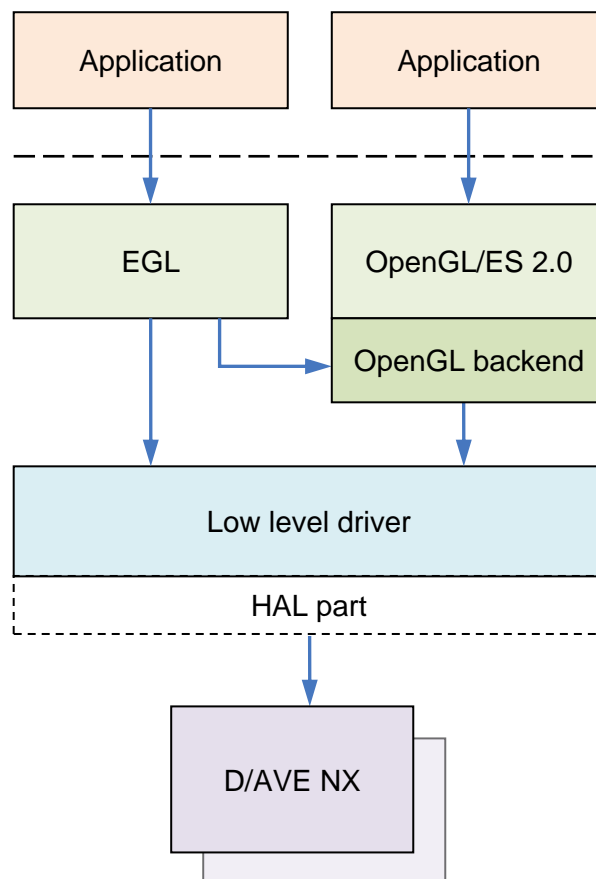 Application
Application
EGL
OpenGL/ES 2.0
OpenGL backend
Low level driver
HAL part
D/AVE NX